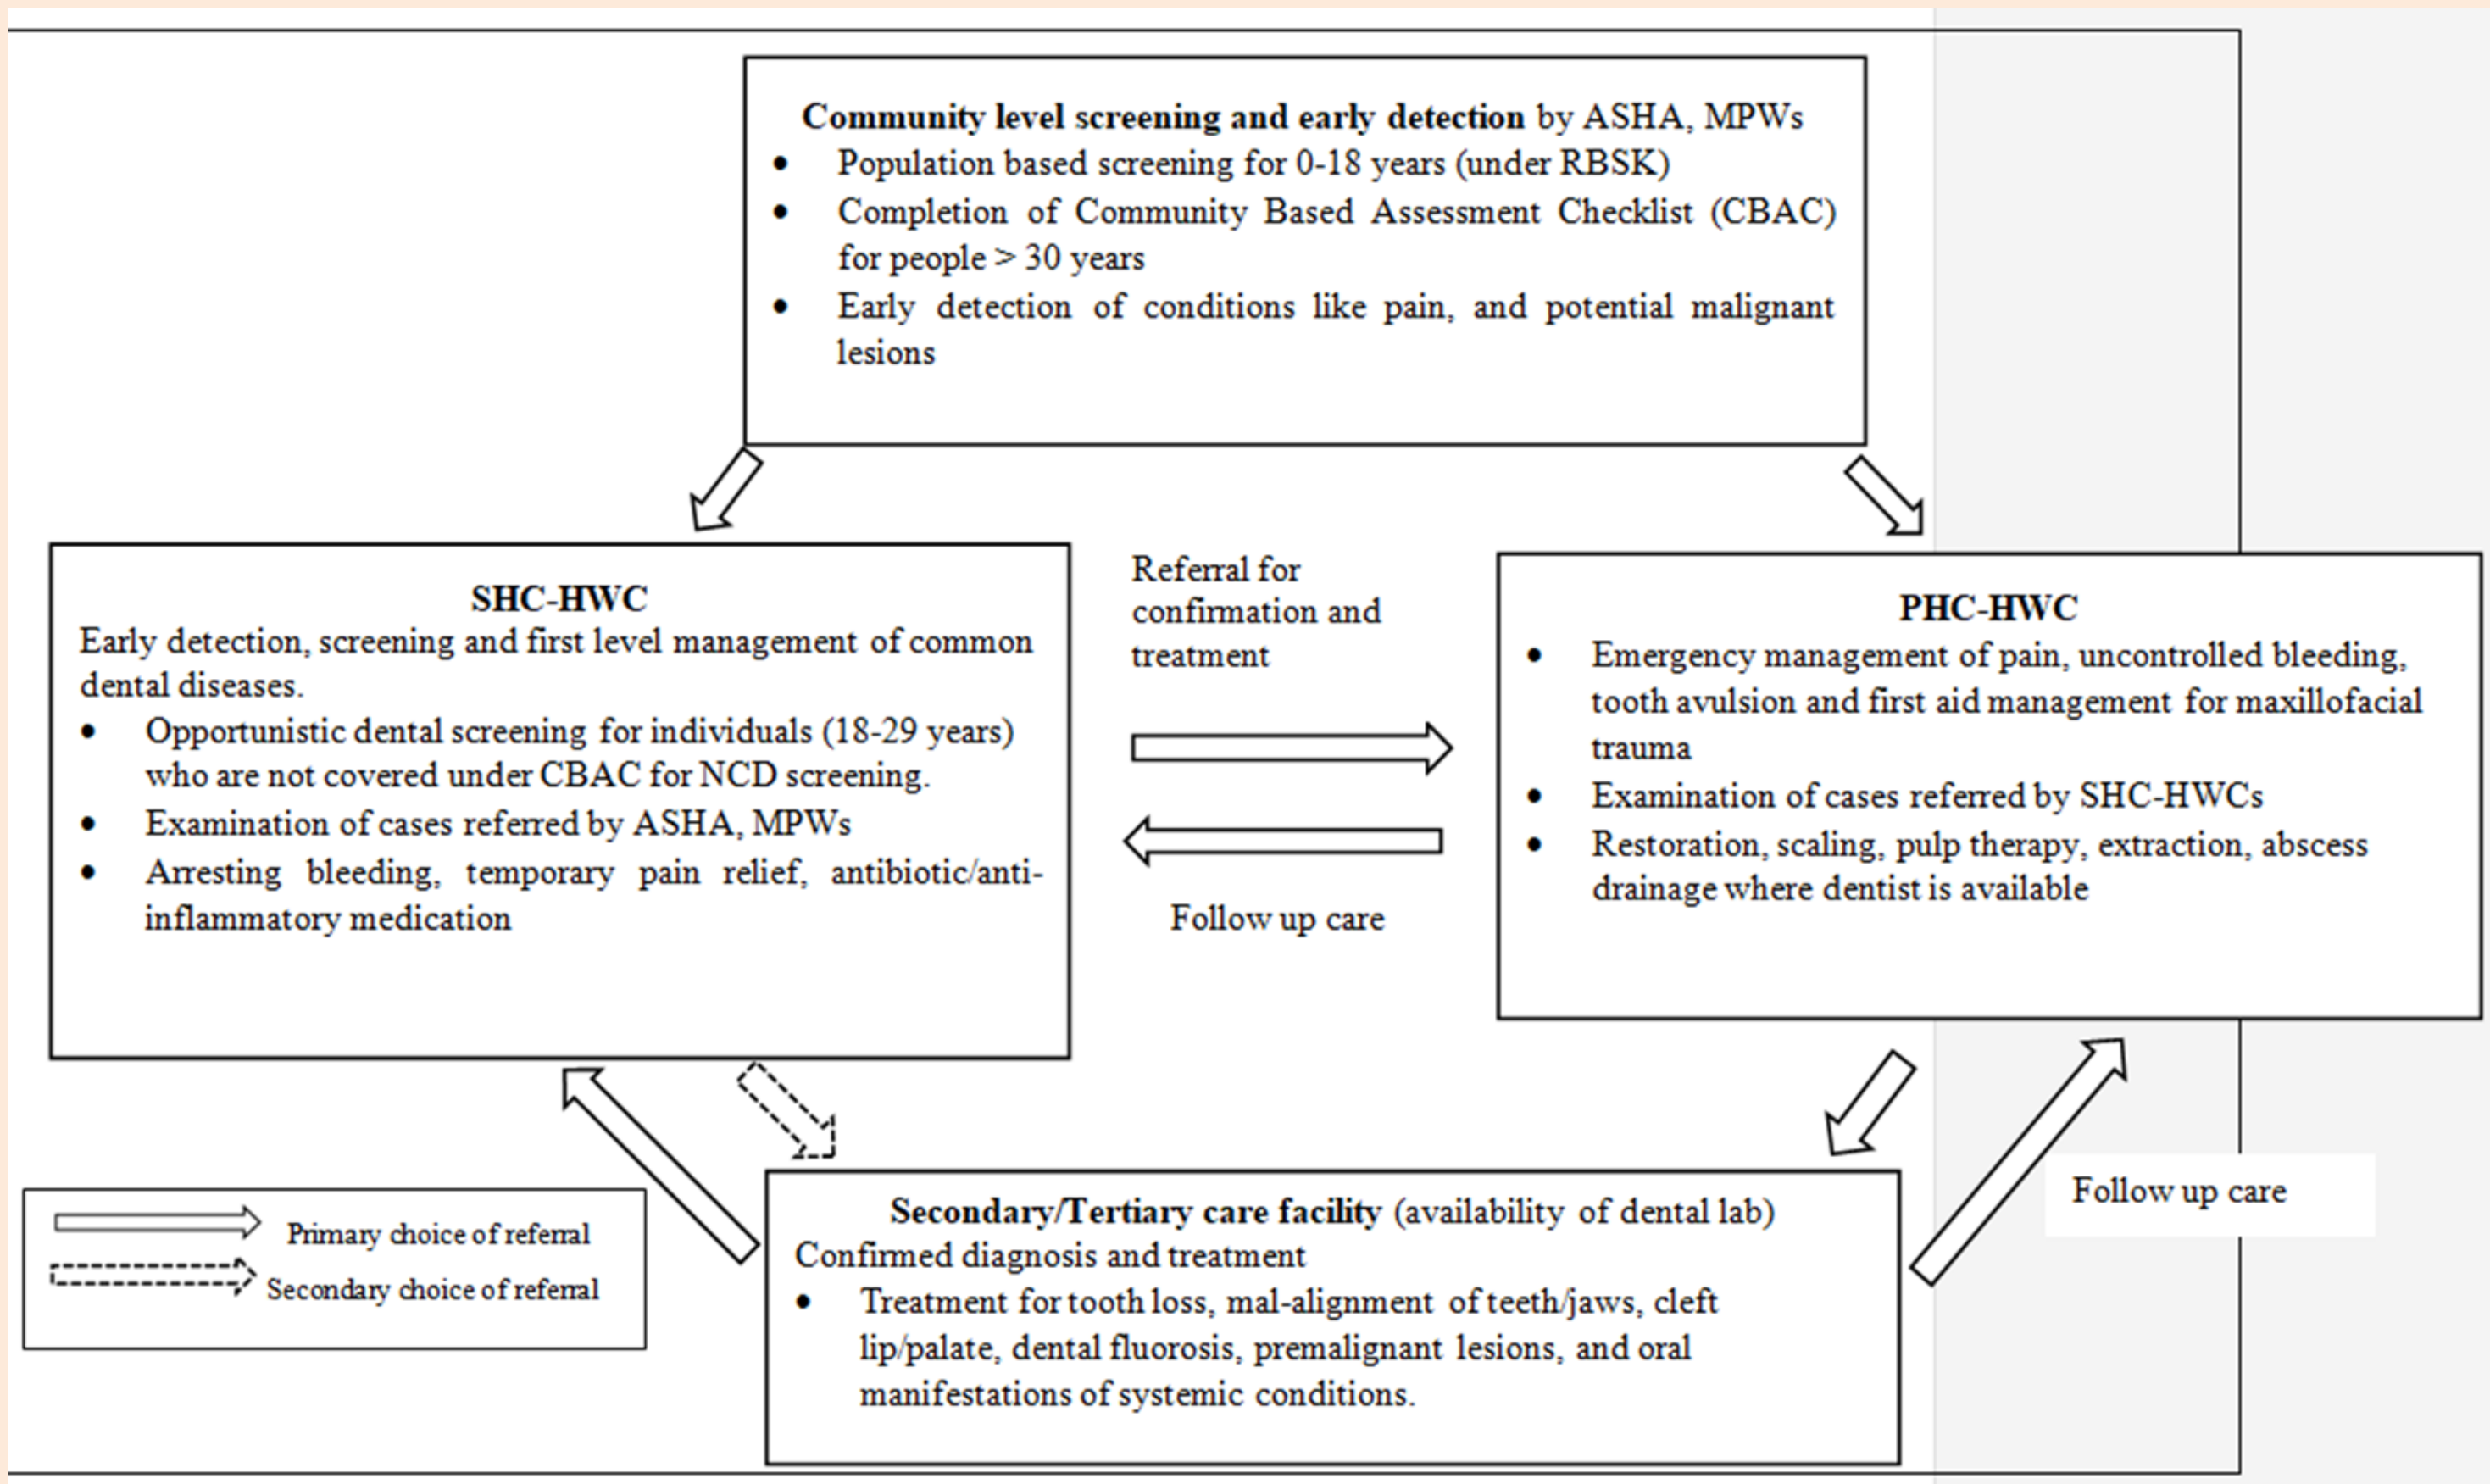 Community level screening and early detection by ASHA, MPWs
• Population based screening for 0-18 years (under RBSK)
• Completion of Community Based Assessment Checklist (CBAC)
for people > 30 years
• Early detection of conditions like pain, and potential malignant
lesions
SHC-HWC
Early detection, screening and first level management of common
dental diseases.
• Opportunistic dental screening for individuals (18-29 years)
who are not covered under CBAC for NCD screening.
• Examination of cases referred by ASHA, MPWs
• Arresting bleeding, temporary pain relief, antibiotic/anti-
inflammatory medication
Referral for
confirmation and
treatment
Follow up care
PHC-HWC
• Emergency management of pain, uncontrolled bleeding,
tooth avulsion and first aid management for maxillofacial
trauma
• Examination of cases referred by SHC-HWCs
• Restoration, scaling, pulp therapy, extraction, abscess
drainage where dentist is available
Primary choice of referral
Secondary choice of referral
Secondary/Tertiary care facility (availability of dental lab)
Confirmed diagnosis and treatment
• Treatment for tooth loss, mal-alignment of teeth/jaws, cleft
lip/palate, dental fluorosis, premalignant lesions, and oral
manifestations of systemic conditions.
Follow up care